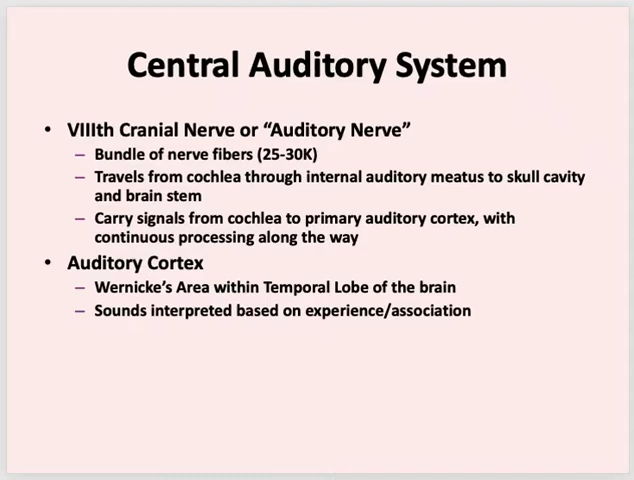 Central Auditory System
• VIIIth Cranial Nerve or “Auditory Nerve”
– Bundle of nerve fibers (25-30K)
– Travels from cochlea through internal auditory meatus to skull cavity
and brain stem
– Carry signals from cochlea to primary auditory cortex, with
continuous processing along the way
• Auditory Cortex
– Wernicke’s Area within Temporal Lobe of the brain
– Sounds interpreted based on experience/association